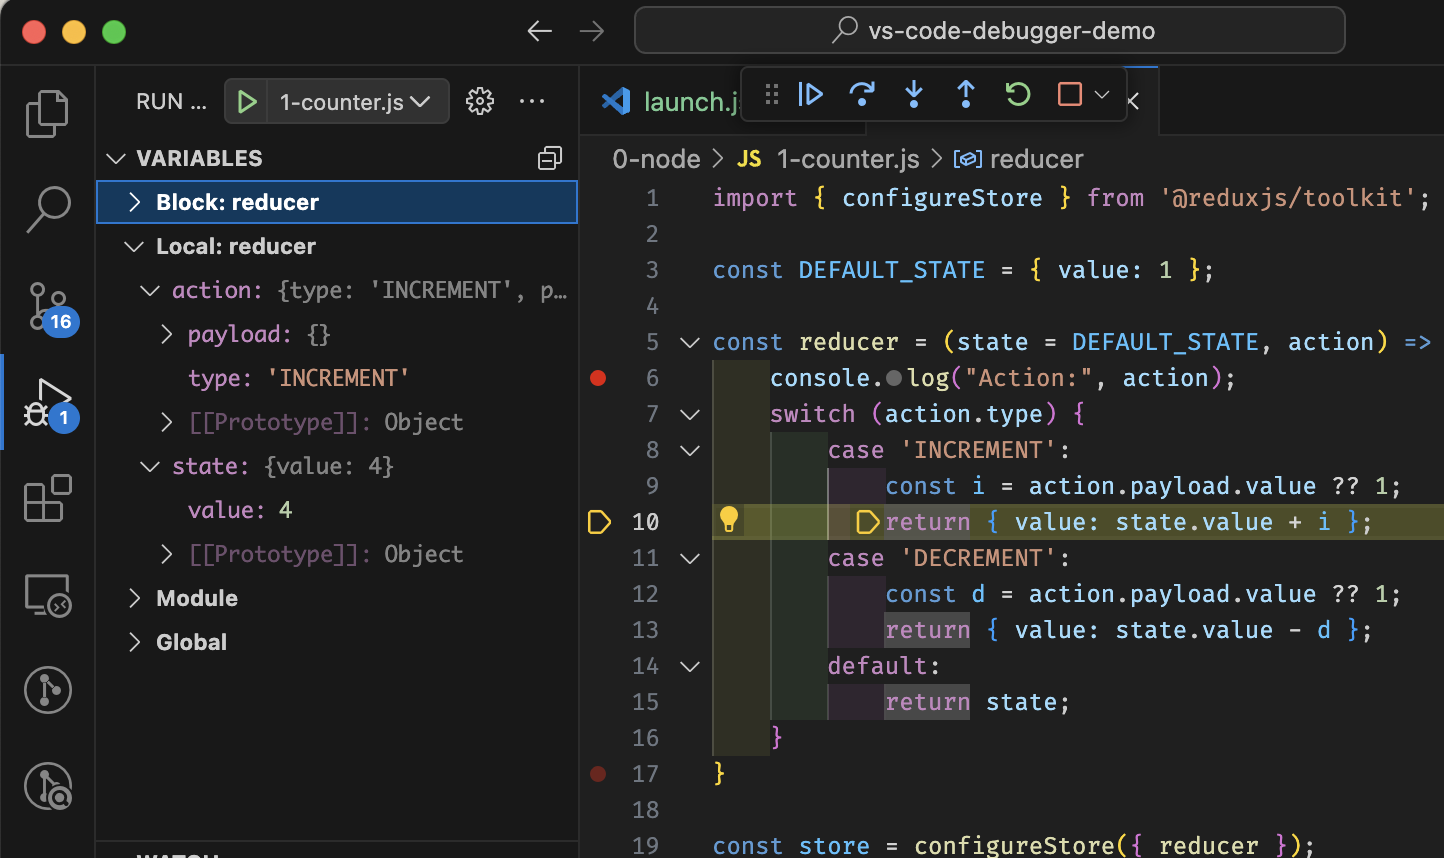 vs-code-debugger-demo
RUN ...
1-counter.js
launch.j
VARIABLES
Block: reducer
Local: reducer
action: {type: 'INCREMENT', p…
payload: {}
type: 'INCREMENT'
[[Prototype]]: Object
state: {value: 4}
value: 4
[[Prototype]]: Object
Module
Global
16
1
0-node > JS 1-counter.js > reducer
1 import { configureStore } from '@reduxjs/toolkit';
2
3 const DEFAULT_STATE = { value: 1 };
4
5 const reducer = (state = DEFAULT_STATE, action) =>
6 console.log("Action:", action);
7 switch (action.type) {
8 case 'INCREMENT':
9 const i = action.payload.value ?? 1;
10 return { value: state.value + i };
11 case 'DECREMENT':
12 const d = action.payload.value ?? 1;
13 return { value: state.value - d };
14 default:
15 return state;
16 }
17 }
18
19 const store = configureStore({ reducer });
WATCH